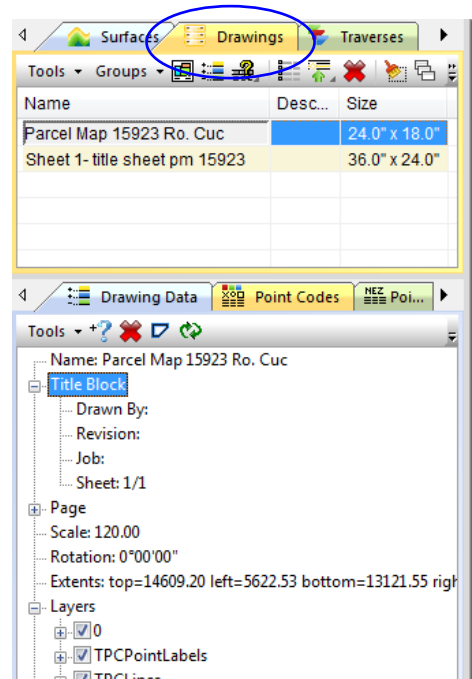 Surfaces Drawings Traverses
Tools Groups
Name Desc... Size
Parcel Map 15923 Ro. Cuc 24.0" x 18.0"
Sheet 1- title sheet pm 15923 36.0" x 24.0"
Drawing Data Point Codes NEZ Poi...
Tools
Name: Parcel Map 15923 Ro. Cuc
Title Block
Drawn By:
Revision:
Job:
Sheet: 1/1
Page
Scale: 120.00
Rotation: 0°00'00"
Extents: top=14609.20 left=5622.53 bottom=13121.55 righ
Layers
0
TPCPointLabels
TPCLines